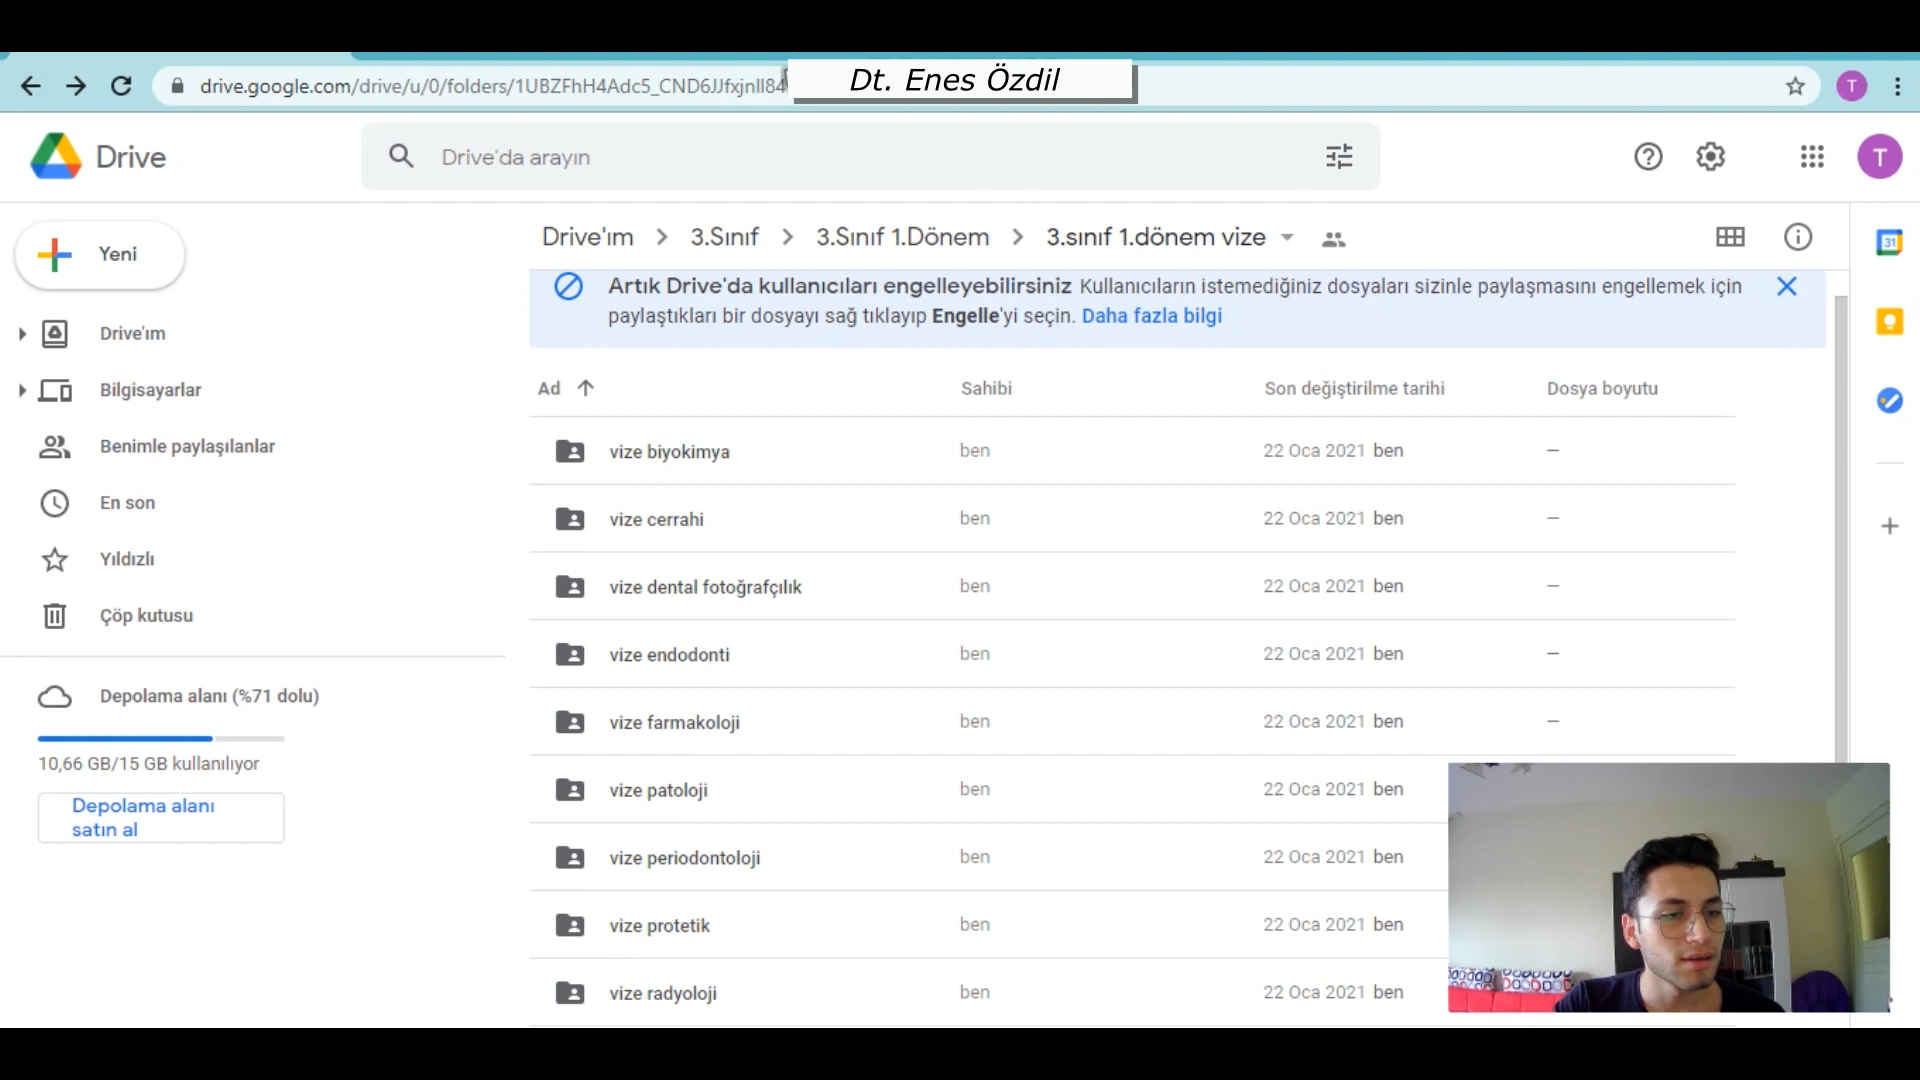 drive.google.com/drive/u/0/folders/1UBZFhH4Adc5_CND6JJfxjnlI84
Dt. Enes Özdil
T
Drive
Drive'da arayın
T
Yeni
Drive'ım
Bilgisayarlar
Benimle paylaşılanlar
En son
Yıldızlı
Çöp kutusu
Depolama alanı (%71 dolu)
10,66 GB/15 GB kullanılıyor
Depolama alanı
satın al
Drive'ım > 3.Sınıf > 3.Sınıf 1.Dönem > 3.sınıf 1.dönem vize
Artık Drive'da kullanıcıları engelleyebilirsiniz Kullanıcıların istemediğiniz dosyaları sizinle paylaşmasını engellemek için
paylaştıkları bir dosyayı sağ tıklayıp Engelle'yi seçin. Daha fazla bilgi
Ad Sahibi Son değiştirilme tarihi Dosya boyutu
vize biyokimya ben 22 Oca 2021 ben —
vize cerrahi ben 22 Oca 2021 ben —
vize dental fotoğrafçılık ben 22 Oca 2021 ben —
vize endodonti ben 22 Oca 2021 ben —
vize farmakoloji ben 22 Oca 2021 ben —
vize patoloji ben 22 Oca 2021 ben
vize periodontoloji ben 22 Oca 2021 ben
vize protetik ben 22 Oca 2021 ben
vize radyoloji ben 22 Oca 2021 ben
31